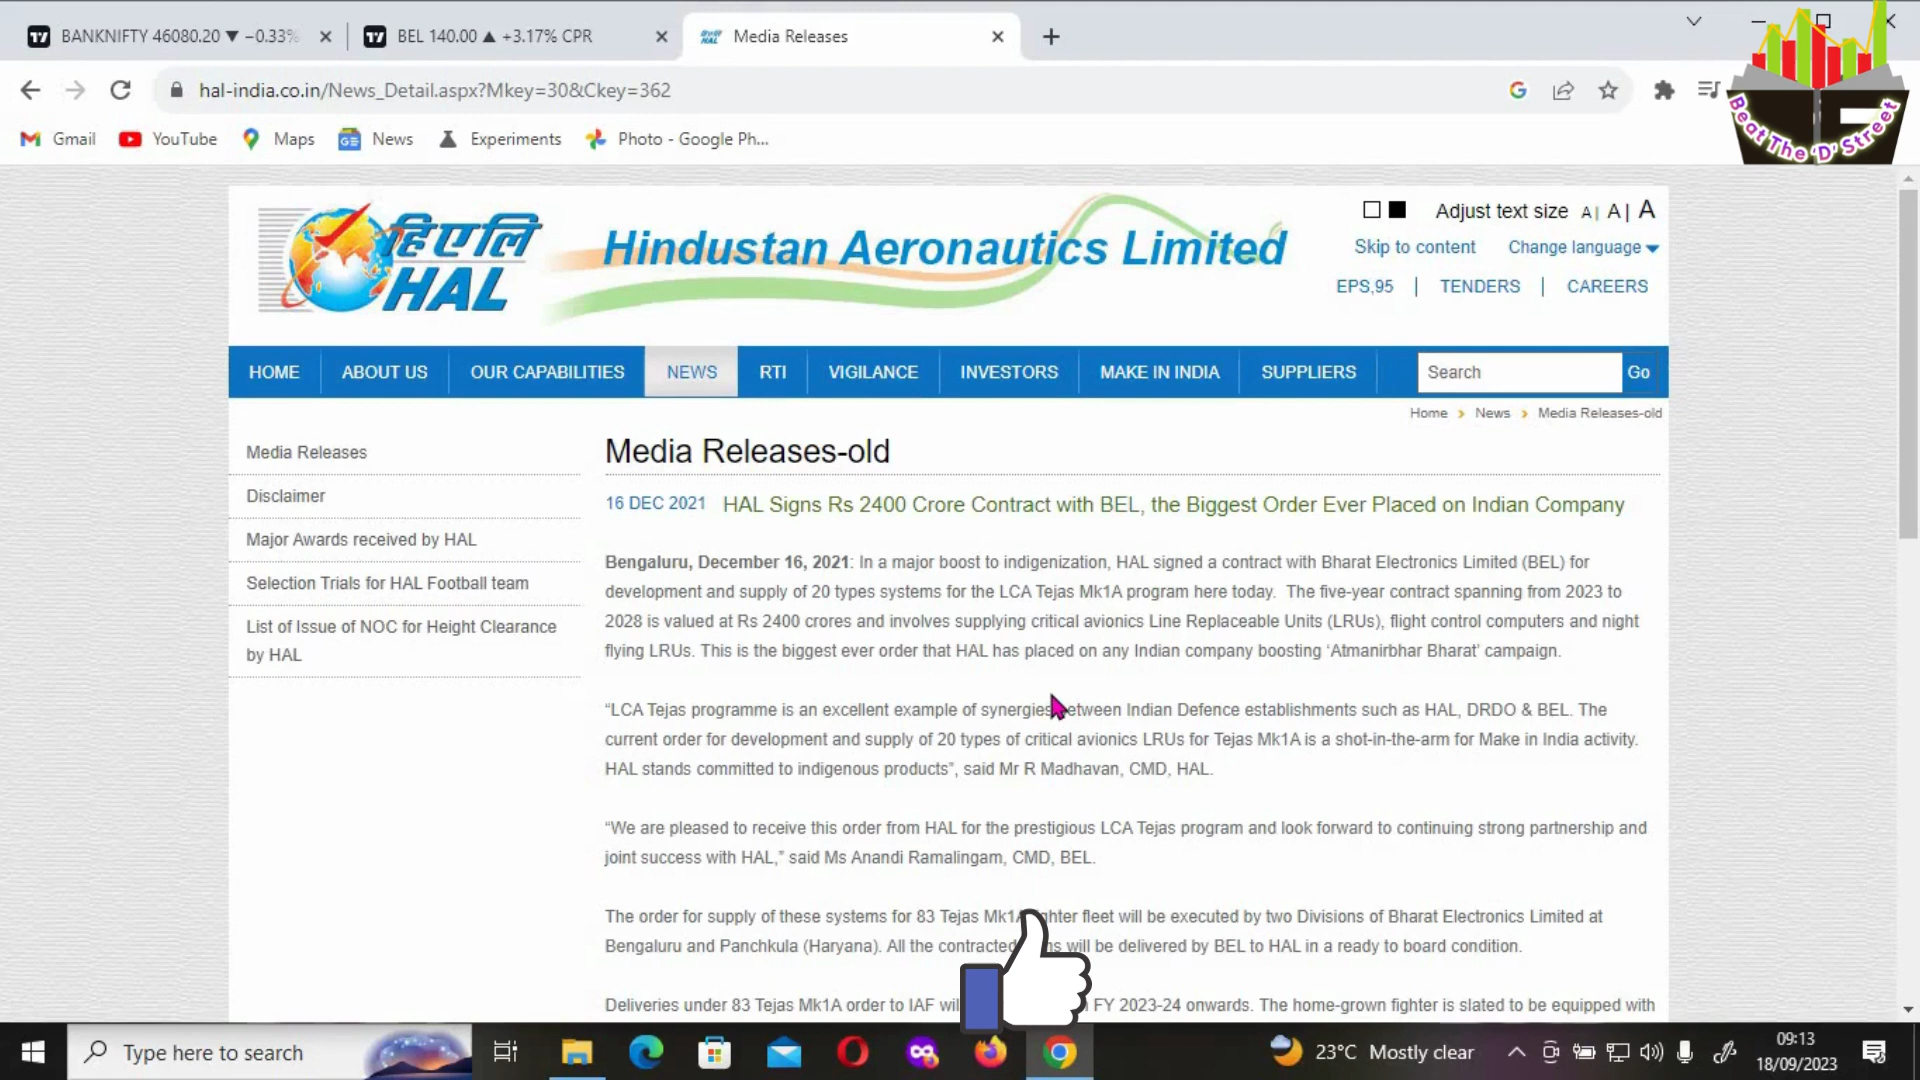 BANKNIFTY 46080.20 ▼ −0.33%
BEL 140.00 ▲ +3.17% CPR
Media Releases
hal-india.co.in/News_Detail.aspx?Mkey=30&Ckey=362
Gmail
YouTube
Maps
News
Experiments
Photo - Google Ph...
Beat The 'D' Street
हिएलि
HAL
Hindustan Aeronautics Limited
Adjust text size A| A| A
Skip to content Change language
EPS,95 | TENDERS | CAREERS
HOME ABOUT US OUR CAPABILITIES NEWS RTI VIGILANCE INVESTORS MAKE IN INDIA SUPPLIERS Search Go
Home News Media Releases-old
Media Releases
Disclaimer
Major Awards received by HAL
Selection Trials for HAL Football team
List of Issue of NOC for Height Clearance
by HAL
Media Releases-old
16 DEC 2021 HAL Signs Rs 2400 Crore Contract with BEL, the Biggest Order Ever Placed on Indian Company
Bengaluru, December 16, 2021: In a major boost to indigenization, HAL signed a contract with Bharat Electronics Limited (BEL) for
development and supply of 20 types systems for the LCA Tejas Mk1A program here today. The five-year contract spanning from 2023 to
2028 is valued at Rs 2400 crores and involves supplying critical avionics Line Replaceable Units (LRUs), flight control computers and night
flying LRUs. This is the biggest ever order that HAL has placed on any Indian company boosting ‘Atmanirbhar Bharat’ campaign.
“LCA Tejas programme is an excellent example of synergies between Indian Defence establishments such as HAL, DRDO & BEL. The
current order for development and supply of 20 types of critical avionics LRUs for Tejas Mk1A is a shot-in-the-arm for Make in India activity.
HAL stands committed to indigenous products”, said Mr R Madhavan, CMD, HAL.
“We are pleased to receive this order from HAL for the prestigious LCA Tejas program and look forward to continuing strong partnership and
joint success with HAL,” said Ms Anandi Ramalingam, CMD, BEL.
The order for supply of these systems for 83 Tejas Mk1A fighter fleet will be executed by two Divisions of Bharat Electronics Limited at
Bengaluru and Panchkula (Haryana). All the contracted will be delivered by BEL to HAL in a ready to board condition.
Deliveries under 83 Tejas Mk1A order to IAF FY 2023-24 onwards. The home-grown fighter is slated to be equipped with
Type here to search
23°C Mostly clear
09:13
18/09/2023